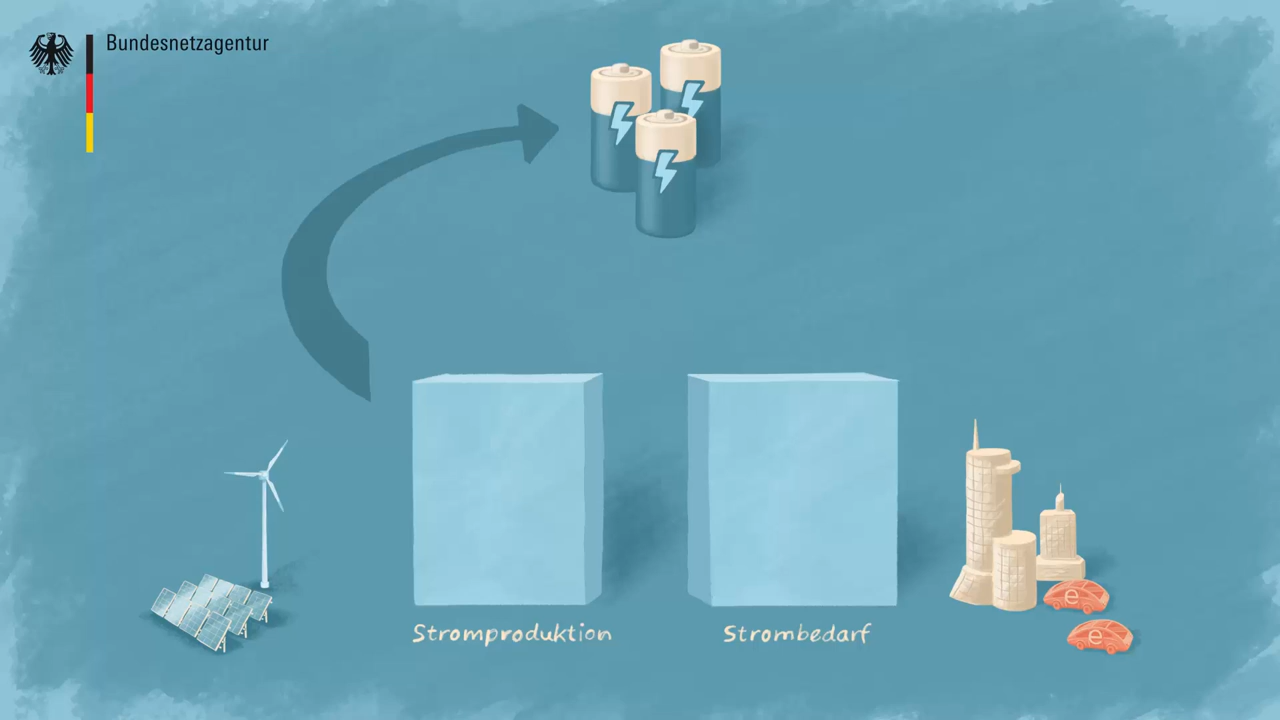 Bundesnetzagentur
Stromproduktion
Strombedarf
e
e